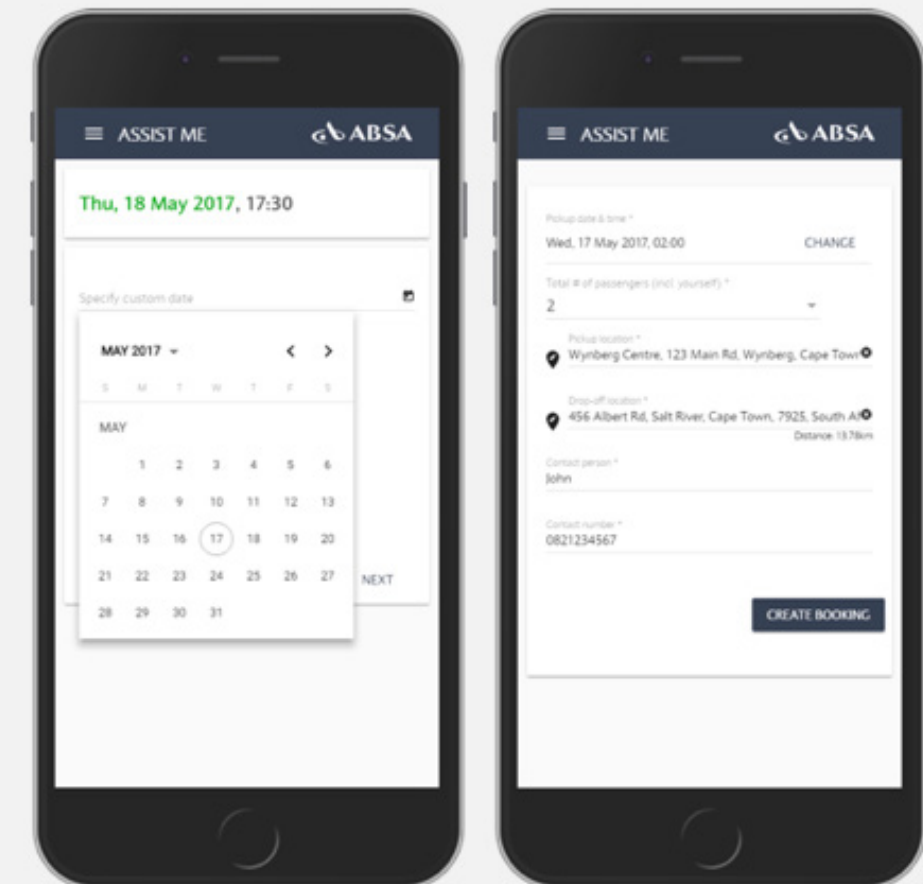 ASSIST ME
ABSA
Thu, 18 May 2017, 17:30
Specify custom date
MAY 2017
S M T W T F S
MAY
1 2 3 4 5 6
7 8 9 10 11 12 13
14 15 16 17 18 19 20
21 22 23 24 25 26 27
NEXT
28 29 30 31
ASSIST ME
ABSA
Pickup date & time *
Wed, 17 May 2017, 02:00
CHANGE
Total # of passengers (incl. yourself) *
2
Pickup location *
Wynberg Centre, 123 Main Rd, Wynberg, Cape Town
Drop-off location *
456 Albert Rd, Salt River, Cape Town, 7925, South Af
Distance: 13.78km
Contact person *
John
Contact number *
0821234567
CREATE BOOKING